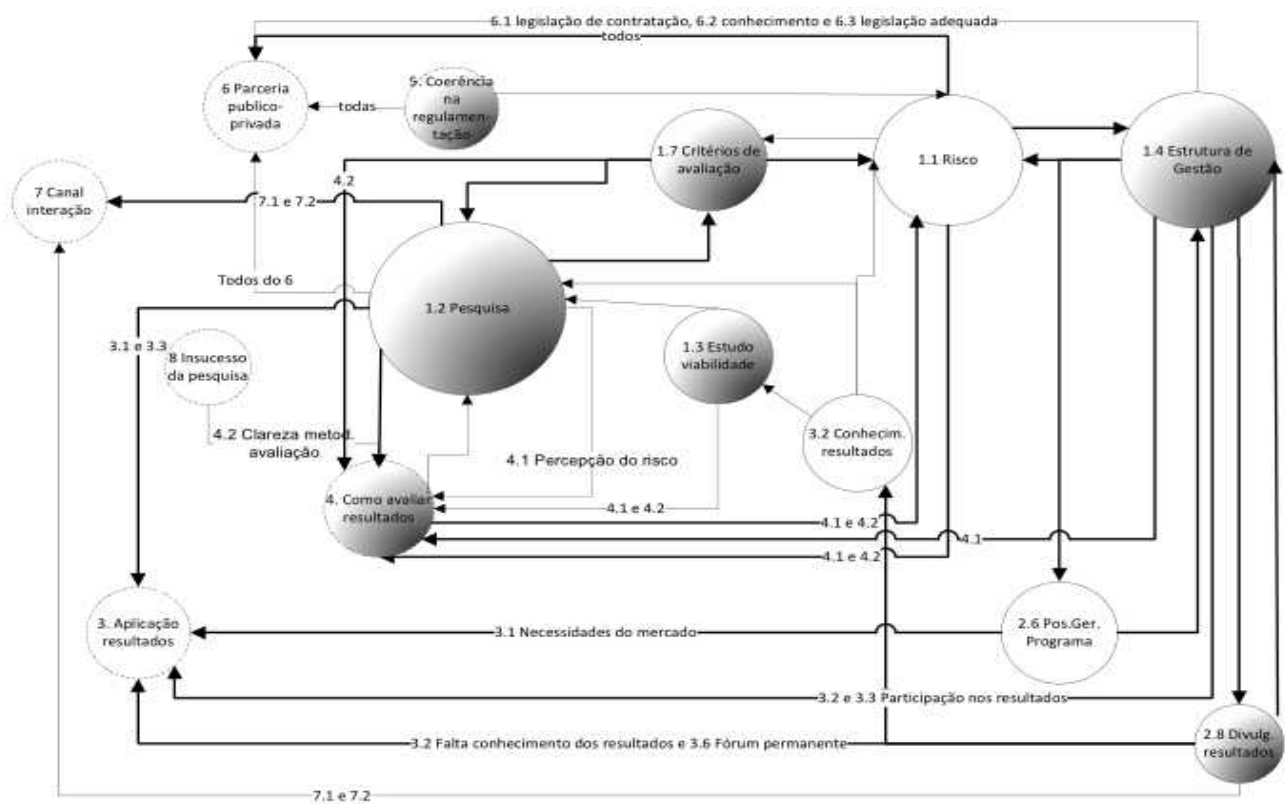 6.1 legislação de contratação, 6.2 conhecimento e 6.3 legislação adequada
todos
6 Parceria
publico-
privada
todas
5. Coerência
na
regulamen-
tação
1.7 Critérios de
avaliação
1.1 Risco
1.4 Estrutura de
Gestão
7 Canal
interação
4.2
7.1 e 7.2
Todos do 6
1.2 Pesquisa
3.1 e 3.3
8 Insucesso
da pesquisa
1.3 Estudo
viabilidade
3.2 Conhecim.
resultados
4.2 Clareza metod.
avaliação
4.1 Percepção do risco
4. Como avaliar
resultados
4.1 e 4.2
4.1 e 4.2
4.1
4.1 e 4.2
3. Aplicação
resultados
3.1 Necessidades do mercado
2.6 Pos.Ger.
Programa
3.2 e 3.3 Participação nos resultados
3.2 Falta conhecimento dos resultados e 3.6 Fórum permanente
2.8 Divulg.
resultados
7.1 e 7.2